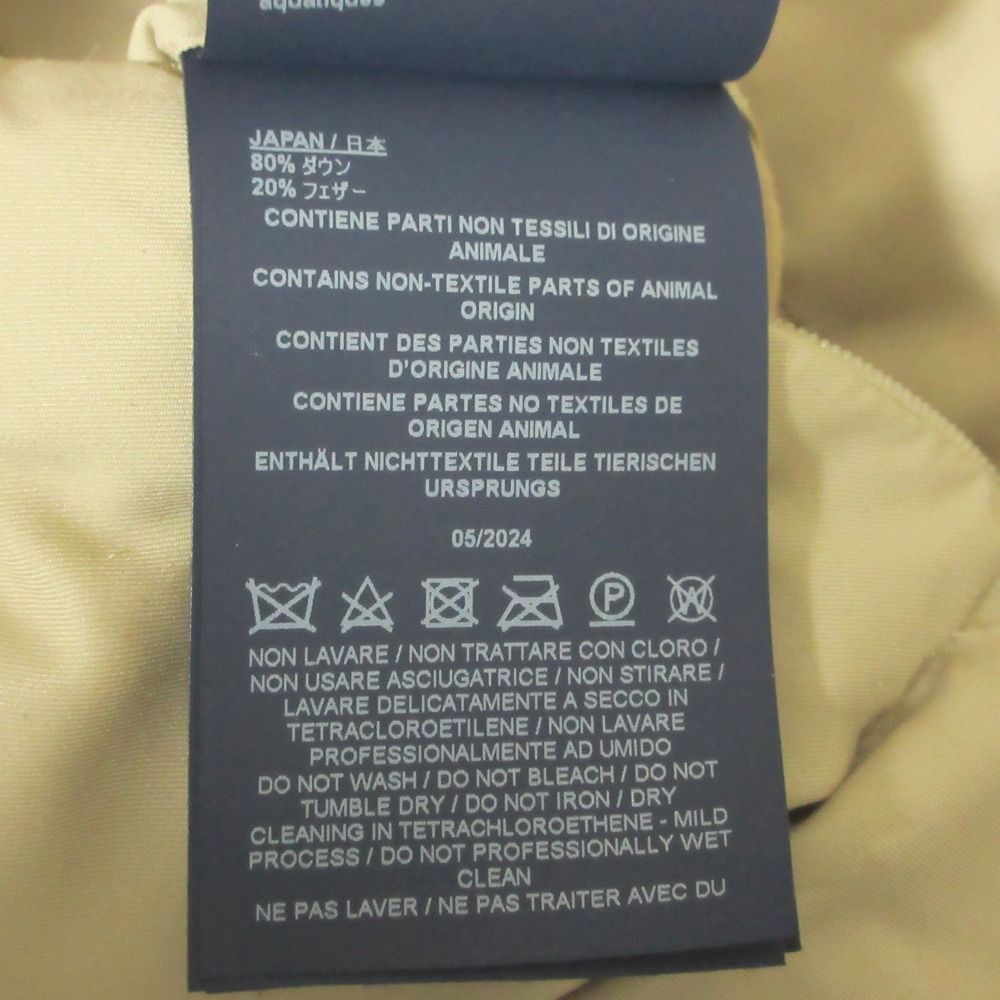 aquatiques
JAPAN / 日本
80% ダウン
20% フェザー
CONTIENE PARTI NON TESSILI DI ORIGINE
ANIMALE
CONTAINS NON-TEXTILE PARTS OF ANIMAL
ORIGIN
CONTIENT DES PARTIES NON TEXTILES
D'ORIGINE ANIMALE
CONTIENE PARTES NO TEXTILES DE
ORIGEN ANIMAL
ENTHÄLT NICHTTEXTILE TEILE TIERISCHEN
URSPRUNGS
05/2024
P W
NON LAVARE / NON TRATTARE CON CLORO /
NON USARE ASCIUGATRICE / NON STIRARE /
LAVARE DELICATAMENTE A SECCO IN
TETRACLOROETILENE / NON LAVARE
PROFESSIONALMENTE AD UMIDO
DO NOT WASH / DO NOT BLEACH / DO NOT
TUMBLE DRY / DO NOT IRON / DRY
CLEANING IN TETRACHLOROETHENE - MILD
PROCESS / DO NOT PROFESSIONALLY WET
CLEAN
NE PAS LAVER / NE PAS TRAITER AVEC DU